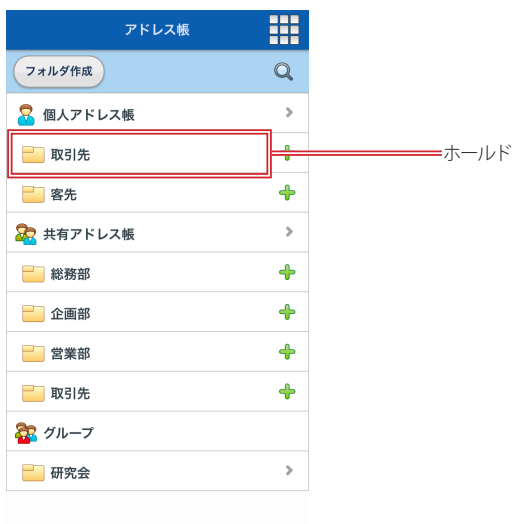 アドレス帳
フォルダ作成
個人アドレス帳
取引先
ホールド
客先
共有アドレス帳
総務部
企画部
営業部
取引先
グループ
研究会